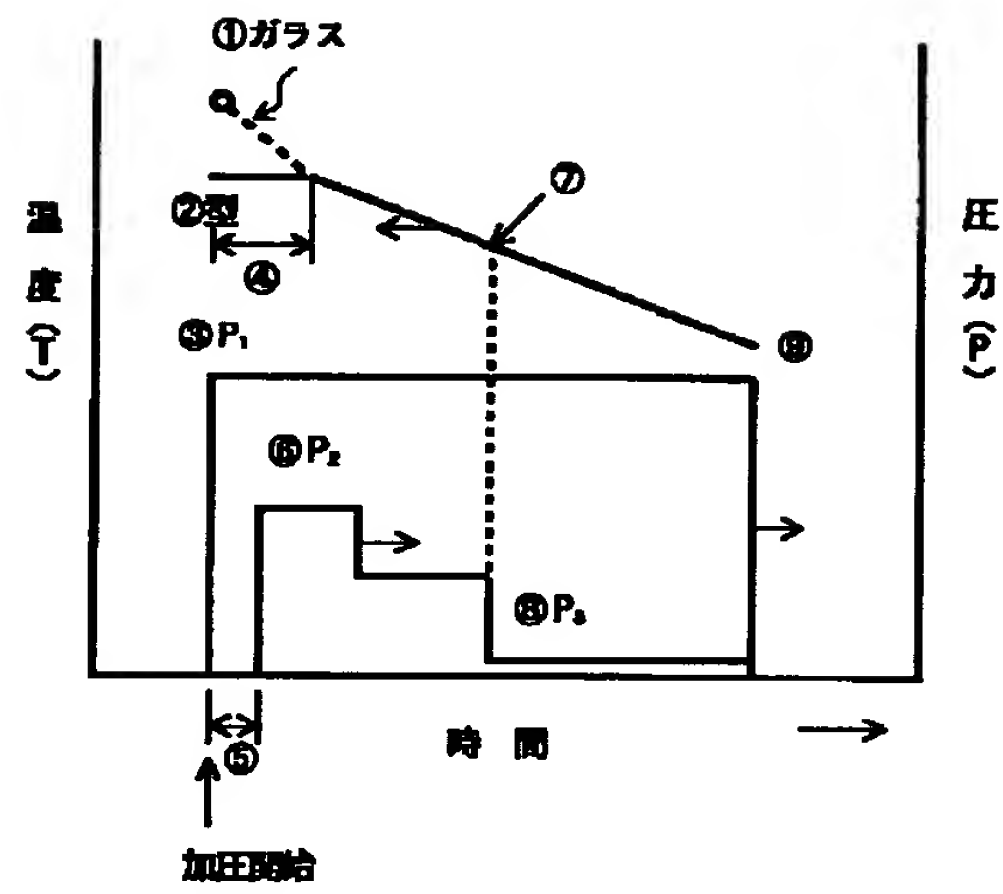 ①ガラス
⑦
②型
④
温度(T)
圧力(P)
③P₁
⑨
⑥P₂
⑧P₃
⑤
時間
加圧開始